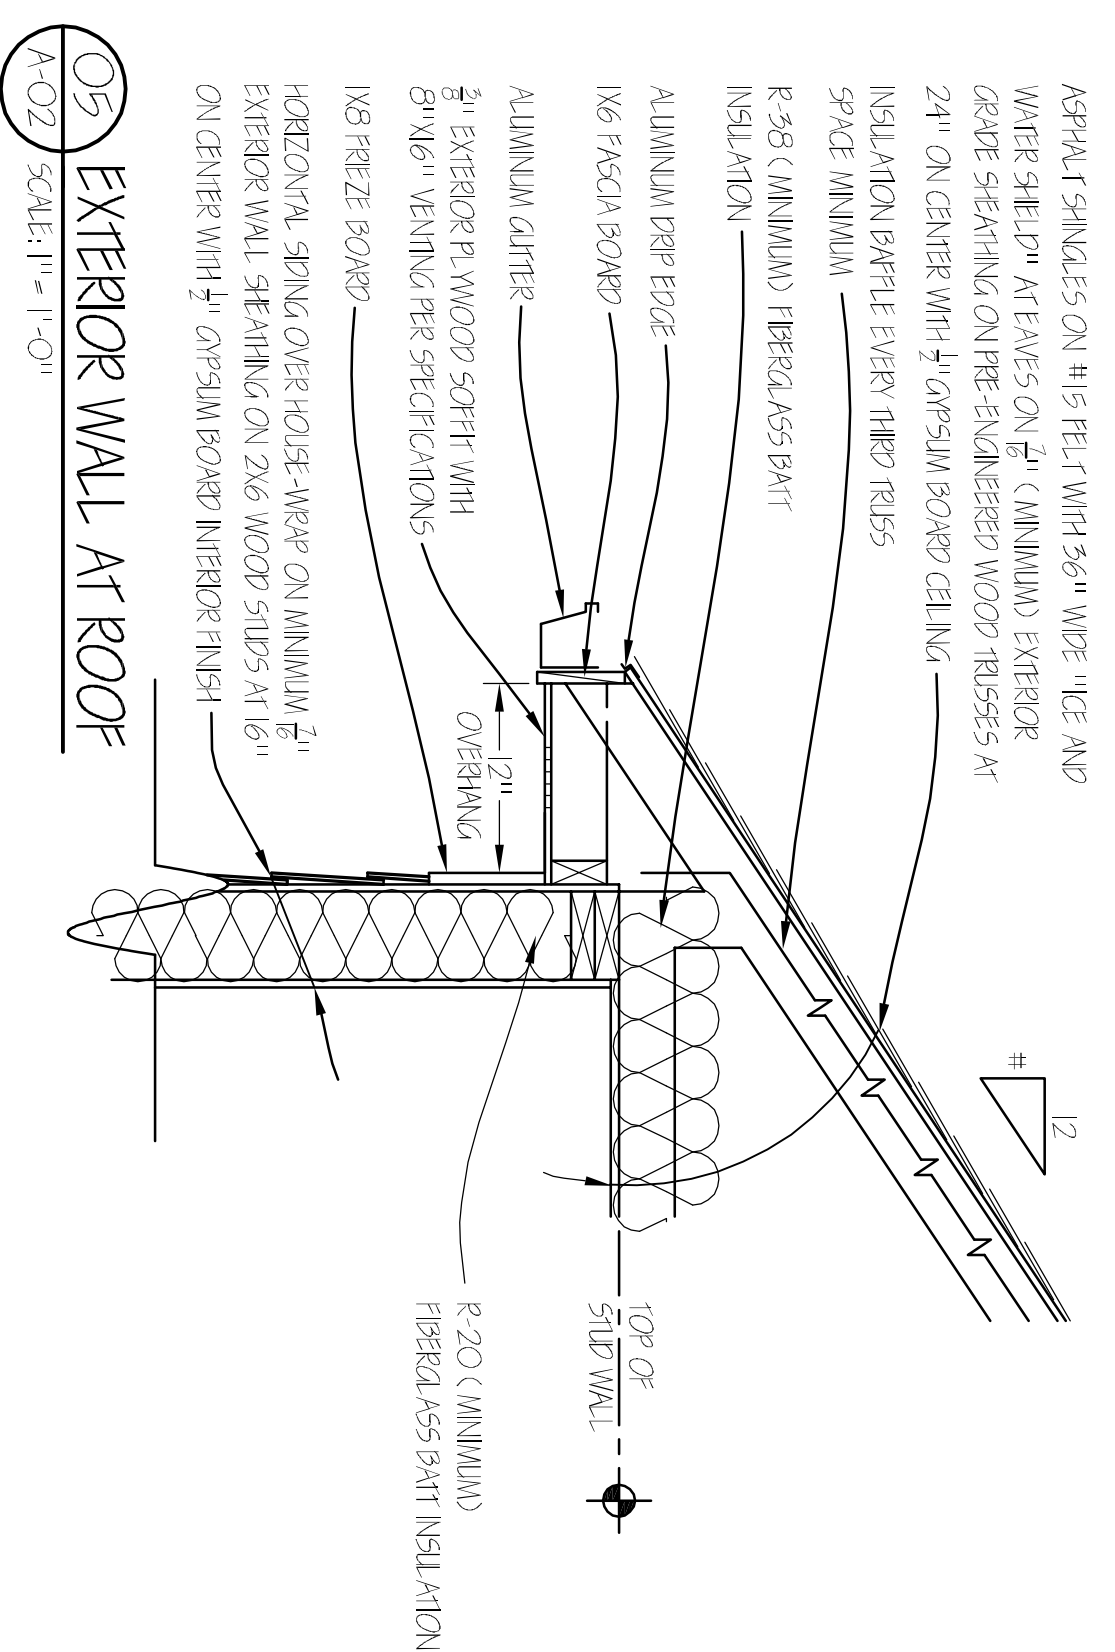 ASPHALT SHINGLES ON #15 FELT WITH 36" WIDE "ICE AND
WATER SHIELD" AT EAVES ON 7/16" (MINIMUM) EXTERIOR
GRADE SHEATHING ON PRE-ENGINEERED WOOD TRUSSES AT
24" ON CENTER WITH 1/2" GYPSUM BOARD CEILING
INSULATION BAFFLE EVERY THIRD TRUSS
SPACE MINIMUM
R-38 (MINIMUM) FIBERGLASS BATT
INSULATION
ALUMINUM DRIP EDGE
1X6 FASCIA BOARD
ALUMINUM GUTTER
3/8" EXTERIOR PLYWOOD SOFFIT WITH
8"X16" VENTING PER SPECIFICATIONS
1X8 FRIEZE BOARD
HORIZONTAL SIDING OVER HOUSE-WRAP ON MINIMUM 7/16"
EXTERIOR WALL SHEATHING ON 2X6 WOOD STUDS AT 16"
ON CENTER WITH 1/2" GYPSUM BOARD INTERIOR FINISH
12"
OVERHANG
#
12
TOP OF
STUD WALL
R-20 (MINIMUM)
FIBERGLASS BATT INSULATION
05
A-02
EXTERIOR WALL AT ROOF
SCALE: 1" = 1'-0"